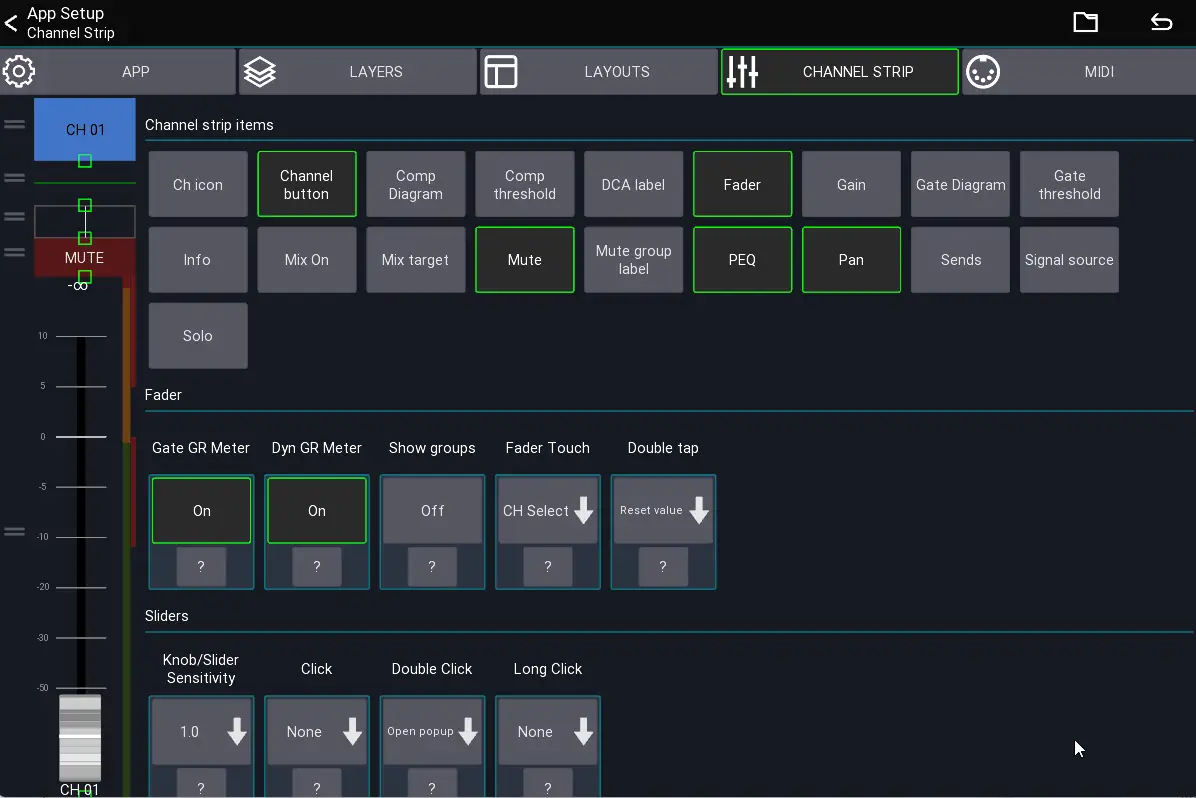 App Setup
Channel Strip
APP
LAYERS
LAYOUTS
CHANNEL STRIP
MIDI
CH 01
MUTE
-∞
10
5
0
-5
-10
-20
-30
-50
CH 01
Channel strip items
Ch icon
Channel
button
Comp
Diagram
Comp
threshold
DCA label
Fader
Gain
Gate Diagram
Gate
threshold
Info
Mix On
Mix target
Mute
Mute group
label
PEQ
Pan
Sends
Signal source
Solo
Fader
Gate GR Meter
Dyn GR Meter
Show groups
Fader Touch
Double tap
On
On
Off
CH Select
Reset value
?
?
?
?
?
Sliders
Knob/Slider
Sensitivity
Click
Double Click
Long Click
1.0
None
Open popup
None
?
?
?
?